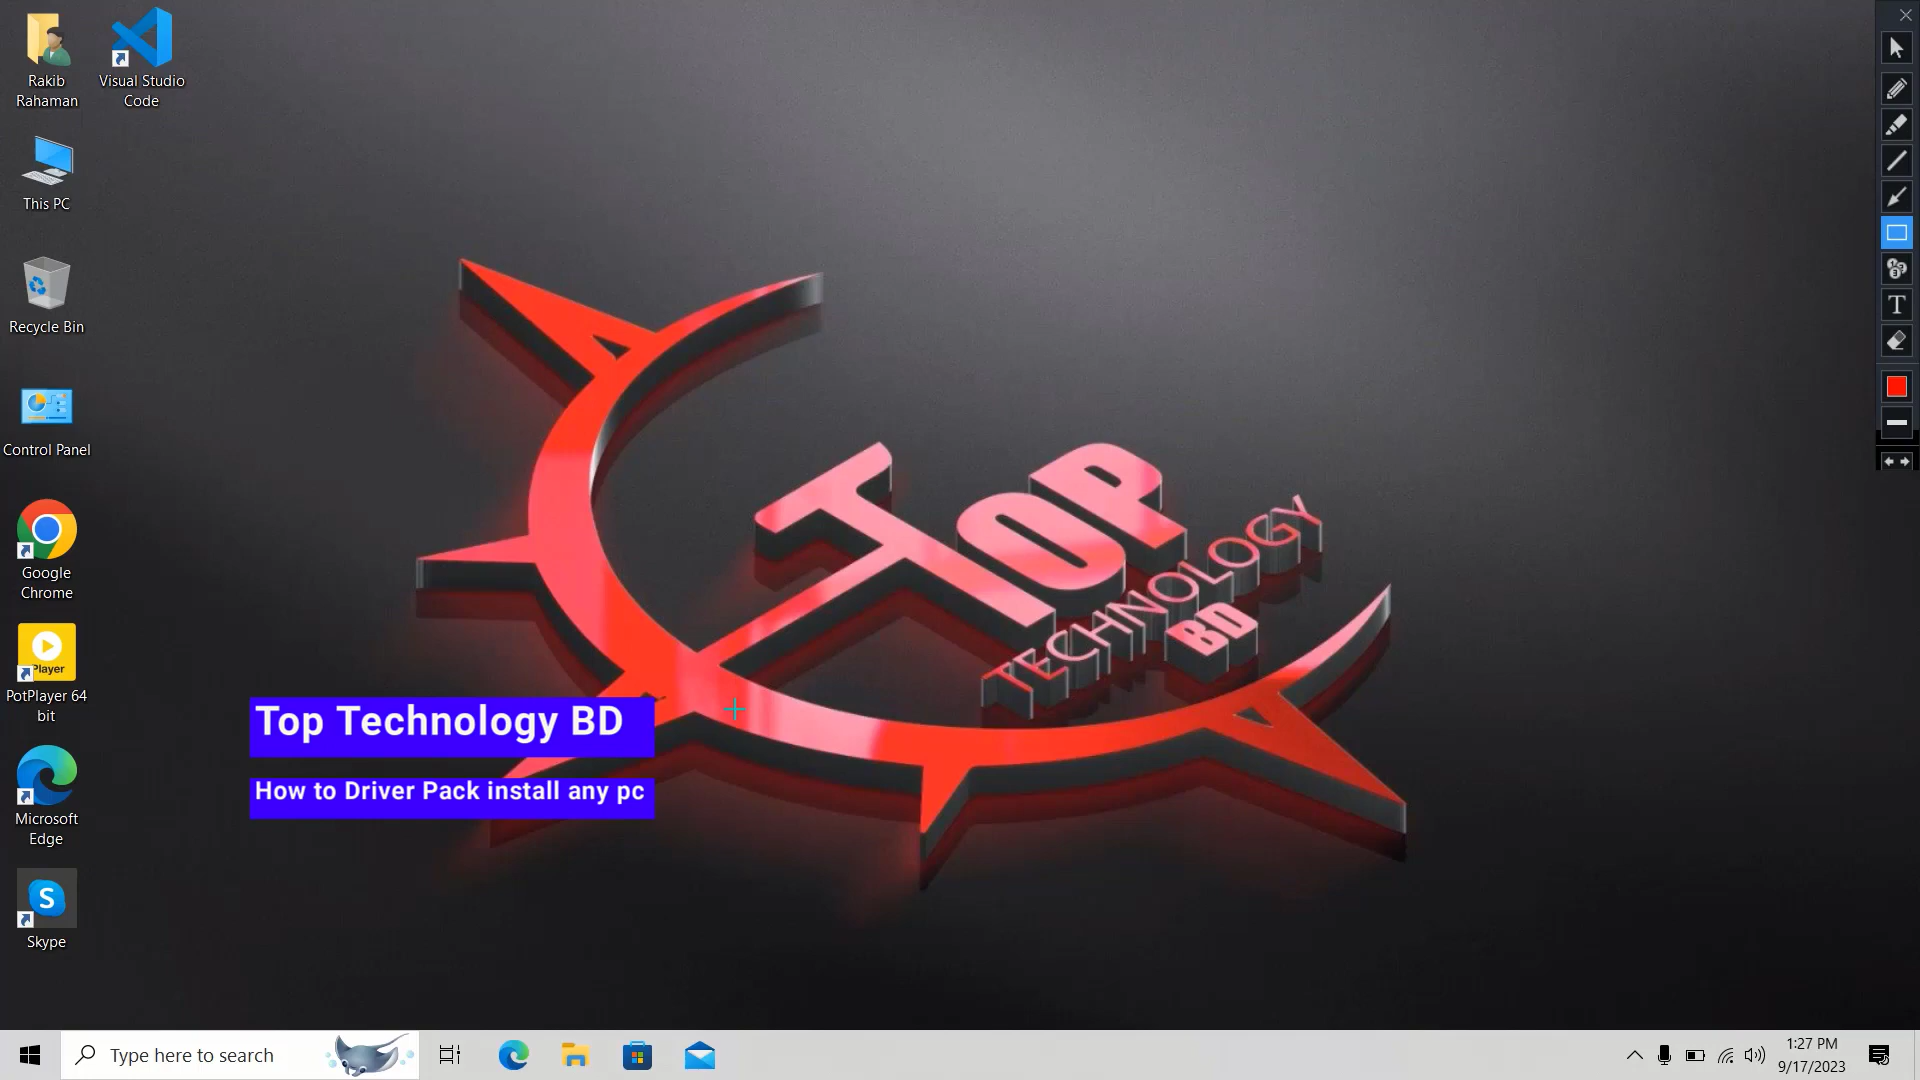 Rakib
Rahaman
Visual Studio
Code
This PC
Recycle Bin
Control Panel
Google
Chrome
Player
PotPlayer 64
bit
Microsoft
Edge
S
Skype
TOP
TECHNOLOGY
BD
Top Technology BD
How to Driver Pack install any pc
T
Type here to search
1:27 PM
9/17/2023